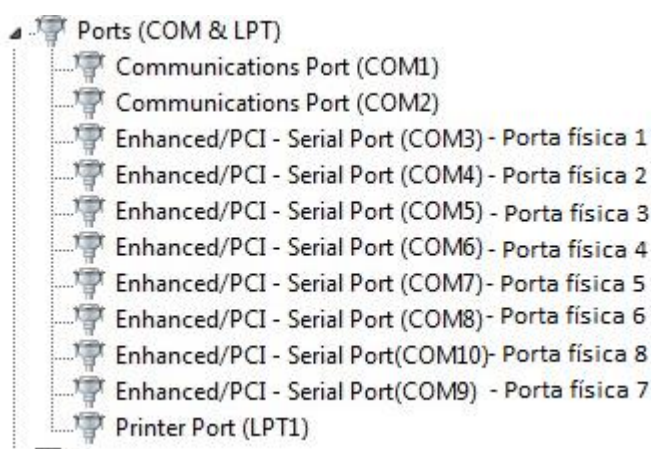 Ports (COM & LPT)
Communications Port (COM1)
Communications Port (COM2)
Enhanced/PCI - Serial Port (COM3) - Porta física 1
Enhanced/PCI - Serial Port (COM4) - Porta física 2
Enhanced/PCI - Serial Port (COM5) - Porta física 3
Enhanced/PCI - Serial Port (COM6) - Porta física 4
Enhanced/PCI - Serial Port (COM7) - Porta física 5
Enhanced/PCI - Serial Port (COM8) - Porta física 6
Enhanced/PCI - Serial Port(COM10)- Porta física 8
Enhanced/PCI - Serial Port(COM9) - Porta física 7
Printer Port (LPT1)